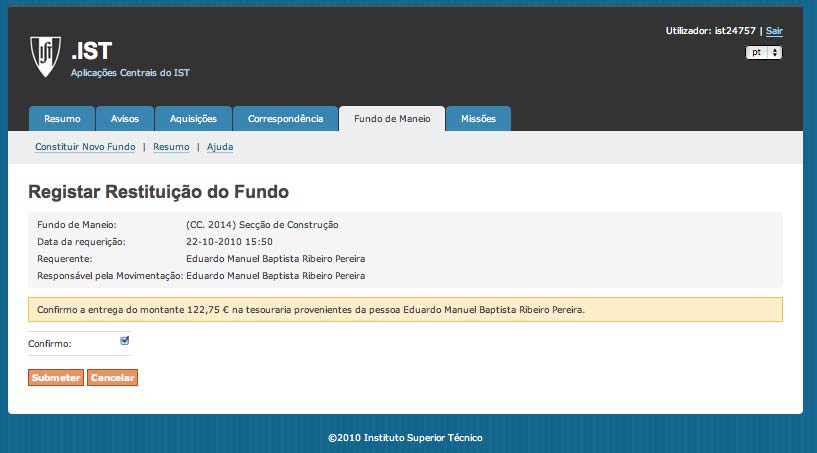 Utilizador: ist24757 | Sair
pt
.IST
Aplicações Centrais do IST
Resumo Avisos Aquisições Correspondência Fundo de Maneio Missões
Constituir Novo Fundo | Resumo | Ajuda
Registar Restituição do Fundo
Fundo de Maneio: (CC. 2014) Secção de Construção
Data da requerição: 22-10-2010 15:50
Requerente: Eduardo Manuel Baptista Ribeiro Pereira
Responsável pela Movimentação: Eduardo Manuel Baptista Ribeiro Pereira
Confirmo a entrega do montante 122,75 € na tesouraria provenientes da pessoa Eduardo Manuel Baptista Ribeiro Pereira.
Confirmo:
Submeter Cancelar
©2010 Instituto Superior Técnico